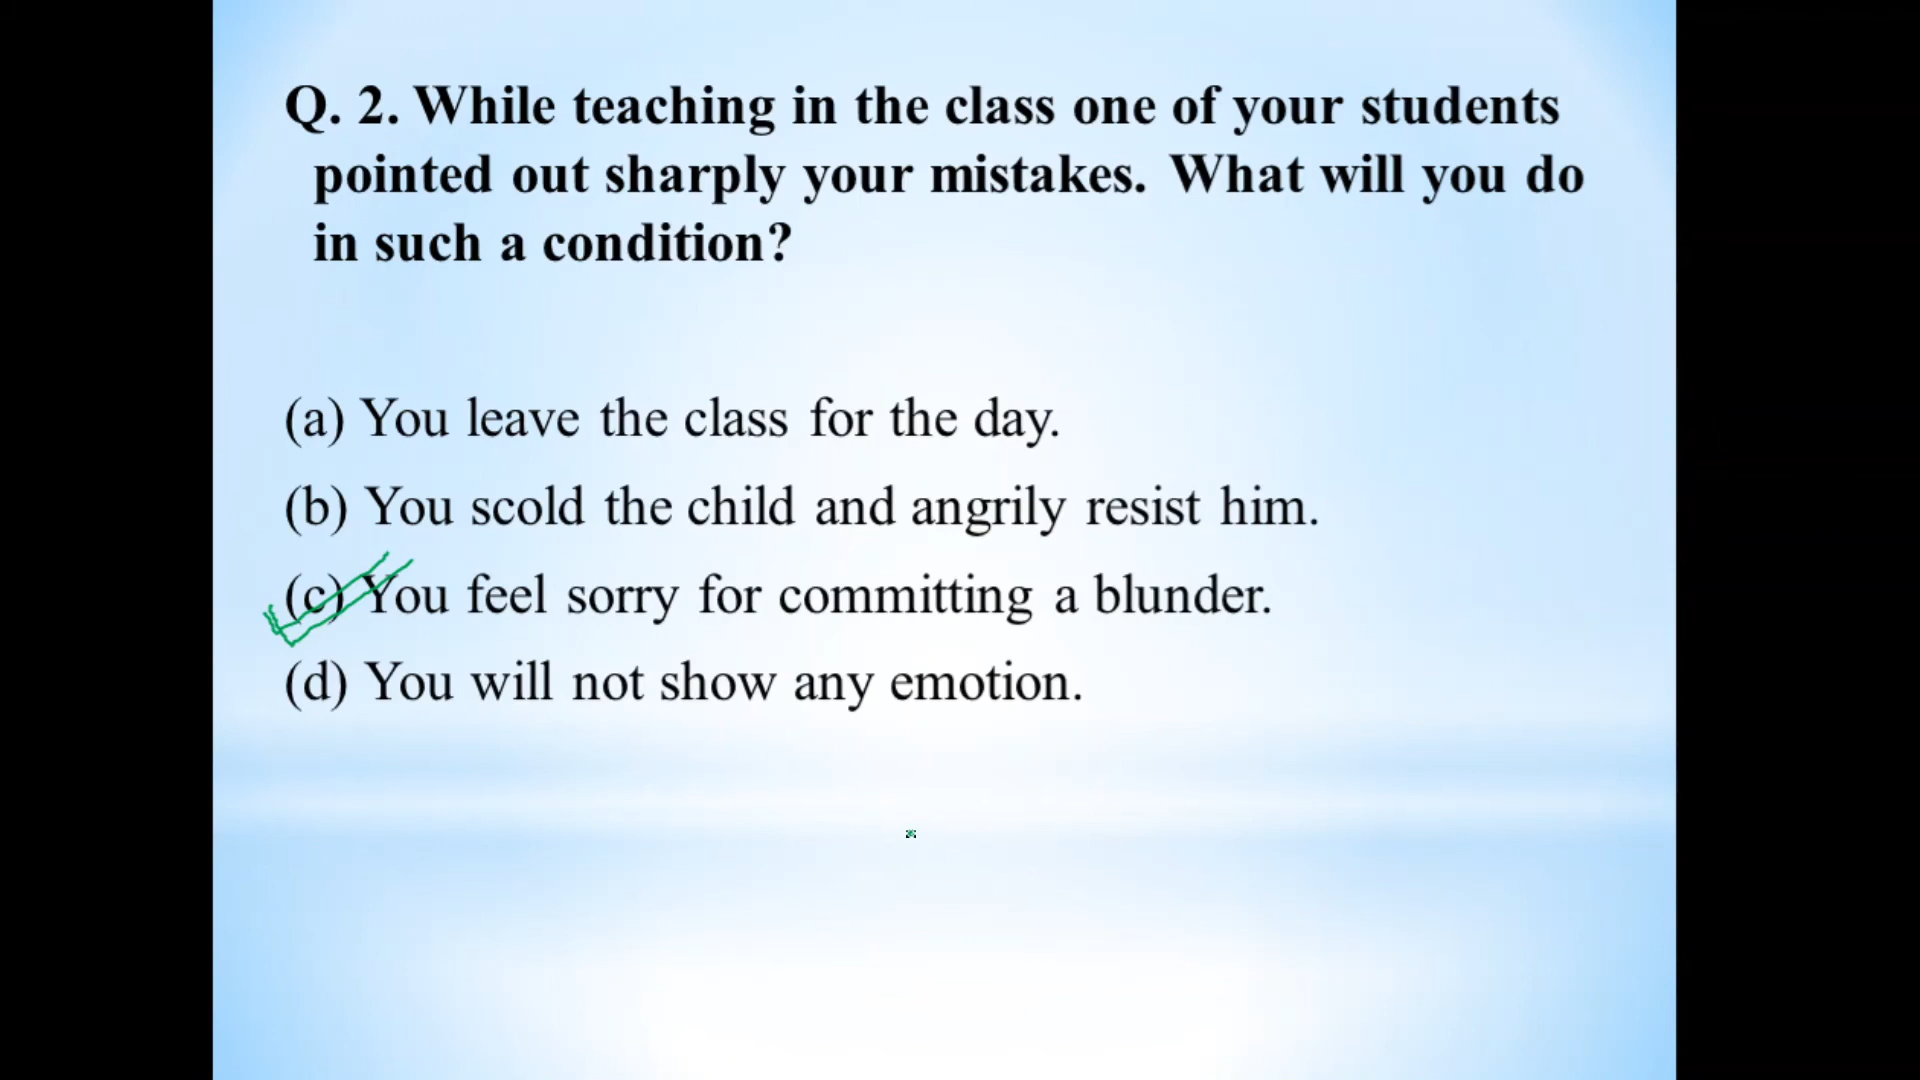 Q. 2. While teaching in the class one of your students
pointed out sharply your mistakes. What will you do
in such a condition?
(a) You leave the class for the day.
(b) You scold the child and angrily resist him.
(c) You feel sorry for committing a blunder.
(d) You will not show any emotion.